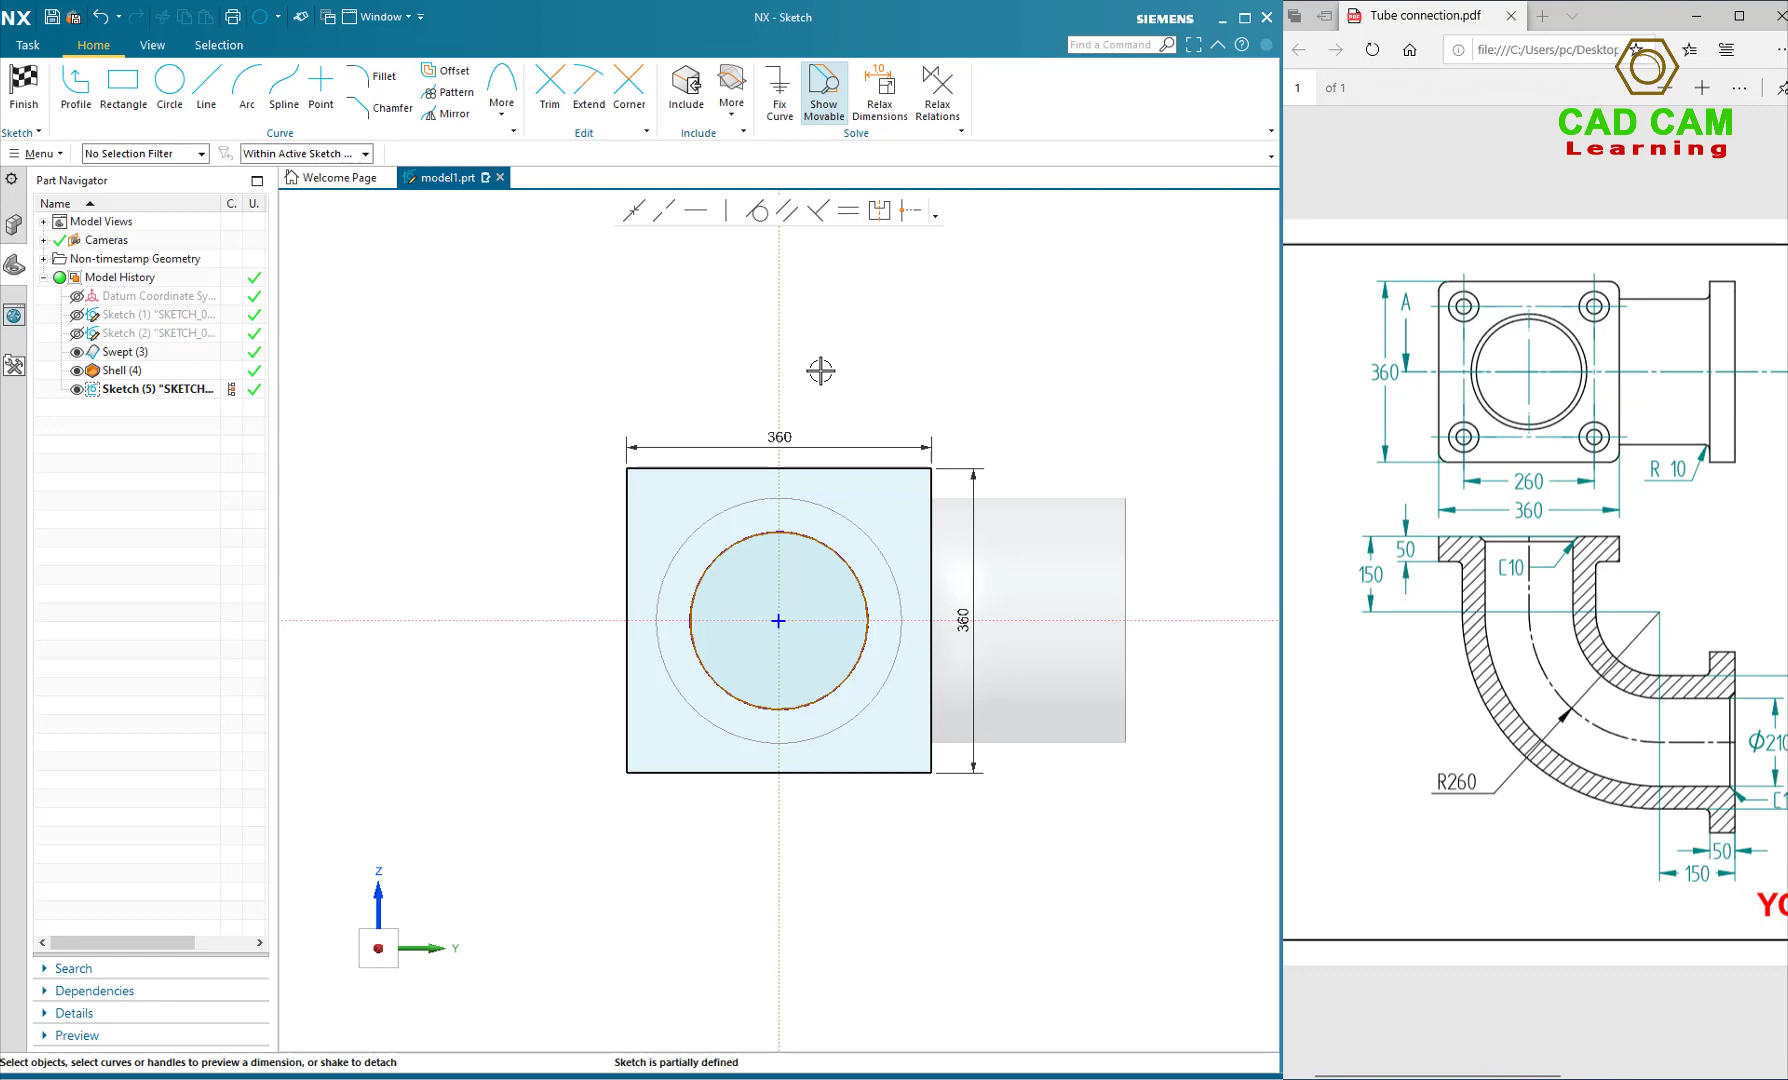 NX
Window
NX - Sketch
SIEMENS
Task
Home
View
Selection
Find a Command
Finish
Profile
Rectangle
Circle
Line
Arc
Spline
Point
Fillet
Chamfer
Offset
Pattern
Mirror
More
Trim
Extend
Corner
Include
More
Fix
Curve
Show
Movable
Relax
Dimensions
Relax
Relations
Sketch
Curve
Edit
Include
Solve
Menu
No Selection Filter
Within Active Sketch ...
Part Navigator
Welcome Page
model1.prt
Name
C.
U.
Model Views
Cameras
Non-timestamp Geometry
Model History
Datum Coordinate Sy...
Sketch (1) "SKETCH_0...
Sketch (2) "SKETCH_0...
Swept (3)
Shell (4)
Sketch (5) "SKETCH...
Search
Dependencies
Details
Preview
360
360
Z
Y
Select objects, select curves or handles to preview a dimension, or shake to detach
Sketch is partially defined
Tube connection.pdf
file:///C:/Users/pc/Desktop
1
of 1
CAD CAM
Learning
A
360
R 10
260
360
50
150
C10
R260
Φ210
50
150